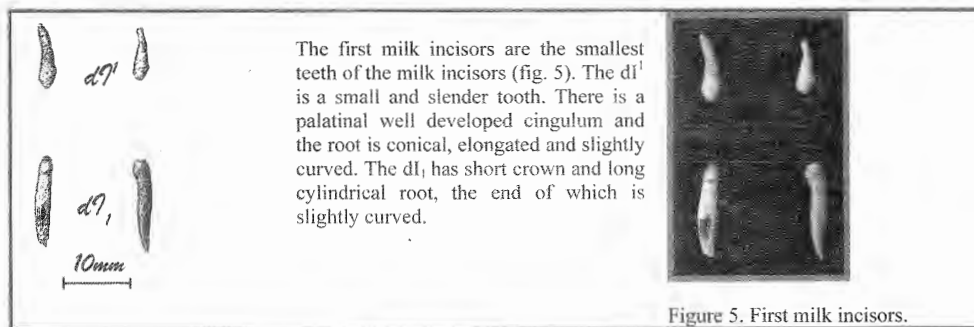 dI¹
dI₁
10mm
The first milk incisors are the smallest
teeth of the milk incisors (fig. 5). The dI¹
is a small and slender tooth. There is a
palatinal well developed cingulum and
the root is conical, elongated and slightly
curved. The dI₁ has short crown and long
cylindrical root, the end of which is
slightly curved.
Figure 5. First milk incisors.